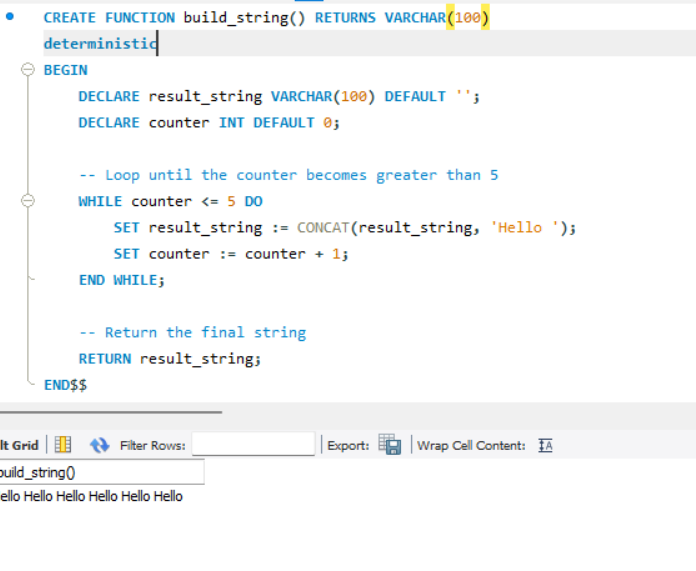 CREATE FUNCTION build_string() RETURNS VARCHAR(100)
deterministic
BEGIN
DECLARE result_string VARCHAR(100) DEFAULT '';
DECLARE counter INT DEFAULT 0;
-- Loop until the counter becomes greater than 5
WHILE counter <= 5 DO
SET result_string := CONCAT(result_string, 'Hello ');
SET counter := counter + 1;
END WHILE;
-- Return the final string
RETURN result_string;
END$$
lt Grid Filter Rows: Export: Wrap Cell Content: IA
build_string()
ello Hello Hello Hello Hello Hello